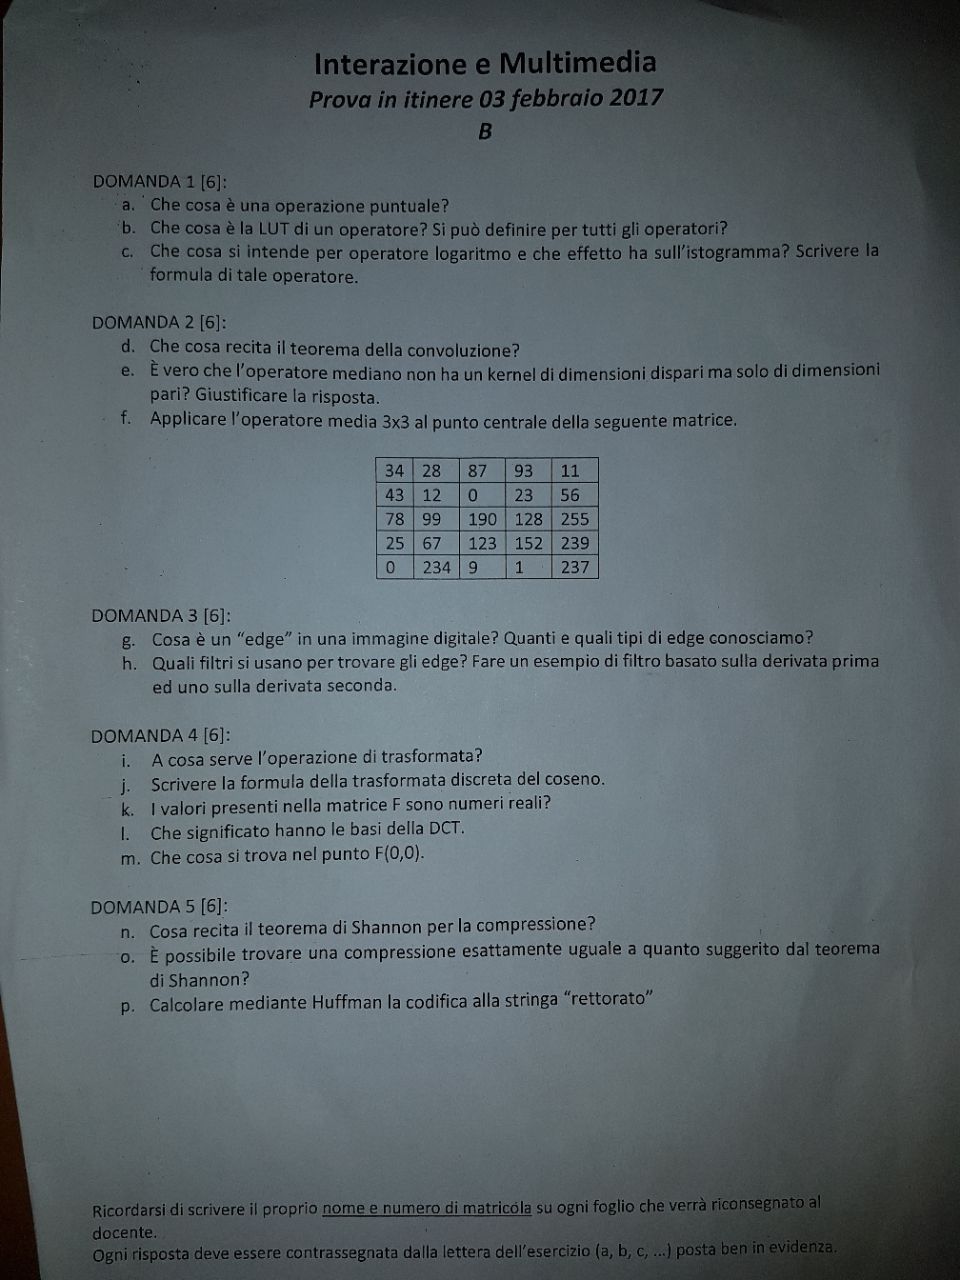 Interazione e Multimedia
Prova in itinere 03 febbraio 2017
B
DOMANDA 1 [6]:
a. Che cosa è una operazione puntuale?
b. Che cosa è la LUT di un operatore? Si può definire per tutti gli operatori?
c. Che cosa si intende per operatore logaritmo e che effetto ha sull'istogramma? Scrivere la
formula di tale operatore.
DOMANDA 2 [6]:
d. Che cosa recita il teorema della convoluzione?
e. È vero che l'operatore mediano non ha un kernel di dimensioni dispari ma solo di dimensioni
pari? Giustificare la risposta.
f. Applicare l'operatore media 3x3 al punto centrale della seguente matrice.
34 28 87 93 11
43 12 0 23 56
78 99 190 128 255
25 67 123 152 239
0 234 9 1 237
DOMANDA 3 [6]:
g. Cosa è un "edge" in una immagine digitale? Quanti e quali tipi di edge conosciamo?
h. Quali filtri si usano per trovare gli edge? Fare un esempio di filtro basato sulla derivata prima
ed uno sulla derivata seconda.
DOMANDA 4 [6]:
i. A cosa serve l'operazione di trasformata?
j. Scrivere la formula della trasformata discreta del coseno.
k. I valori presenti nella matrice F sono numeri reali?
l. Che significato hanno le basi della DCT.
m. Che cosa si trova nel punto F(0,0).
DOMANDA 5 [6]:
n. Cosa recita il teorema di Shannon per la compressione?
o. È possibile trovare una compressione esattamente uguale a quanto suggerito dal teorema
di Shannon?
p. Calcolare mediante Huffman la codifica alla stringa "rettorato"
Ricordarsi di scrivere il proprio nome e numero di matricola su ogni foglio che verrà riconsegnato al
docente.
Ogni risposta deve essere contrassegnata dalla lettera dell'esercizio (a, b, c, ...) posta ben in evidenza.